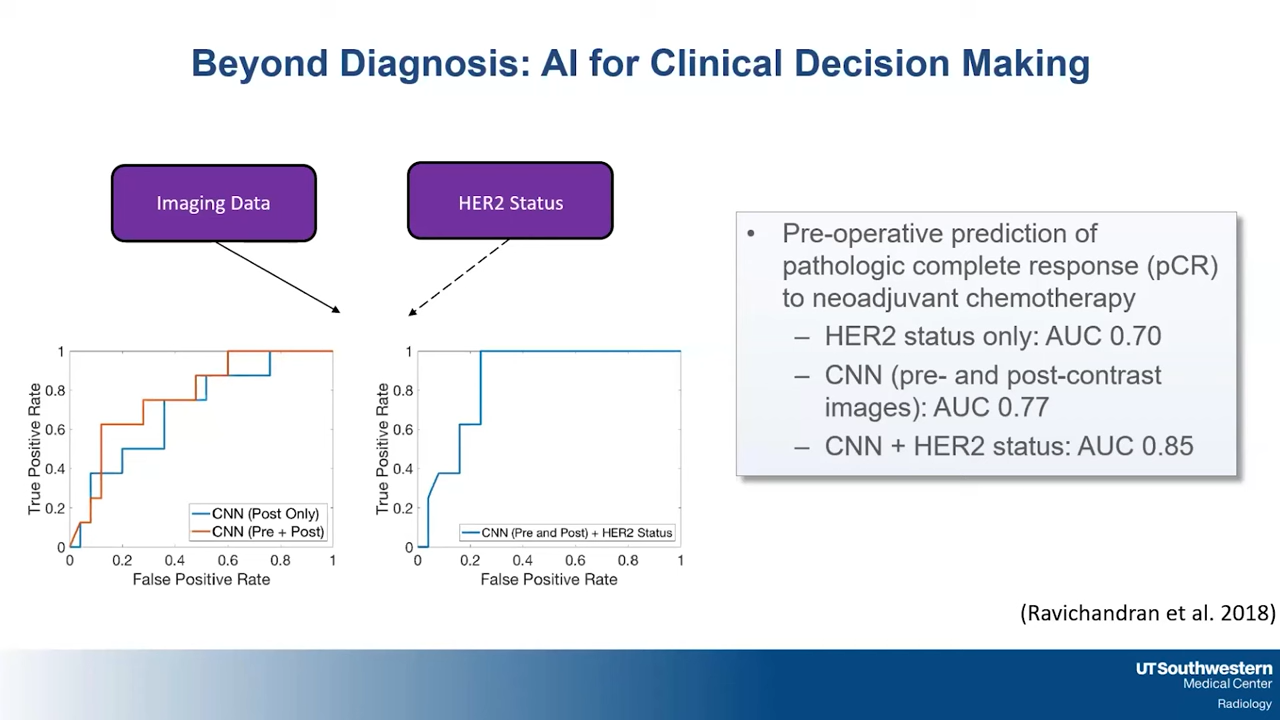 Beyond Diagnosis: AI for Clinical Decision Making
Imaging Data
HER2 Status
1
0.8
0.6
0.4
0.2
0
True Positive Rate
CNN (Post Only)
CNN (Pre + Post)
0
0.2
0.4
0.6
0.8
1
False Positive Rate
1
0.8
0.6
0.4
0.2
0
True Positive Rate
CNN (Pre and Post) + HER2 Status
0
0.2
0.4
0.6
0.8
1
False Positive Rate
• Pre-operative prediction of
pathologic complete response (pCR)
to neoadjuvant chemotherapy
– HER2 status only: AUC 0.70
– CNN (pre- and post-contrast
images): AUC 0.77
– CNN + HER2 status: AUC 0.85
(Ravichandran et al. 2018)
UTSouthwestern
Medical Center
Radiology